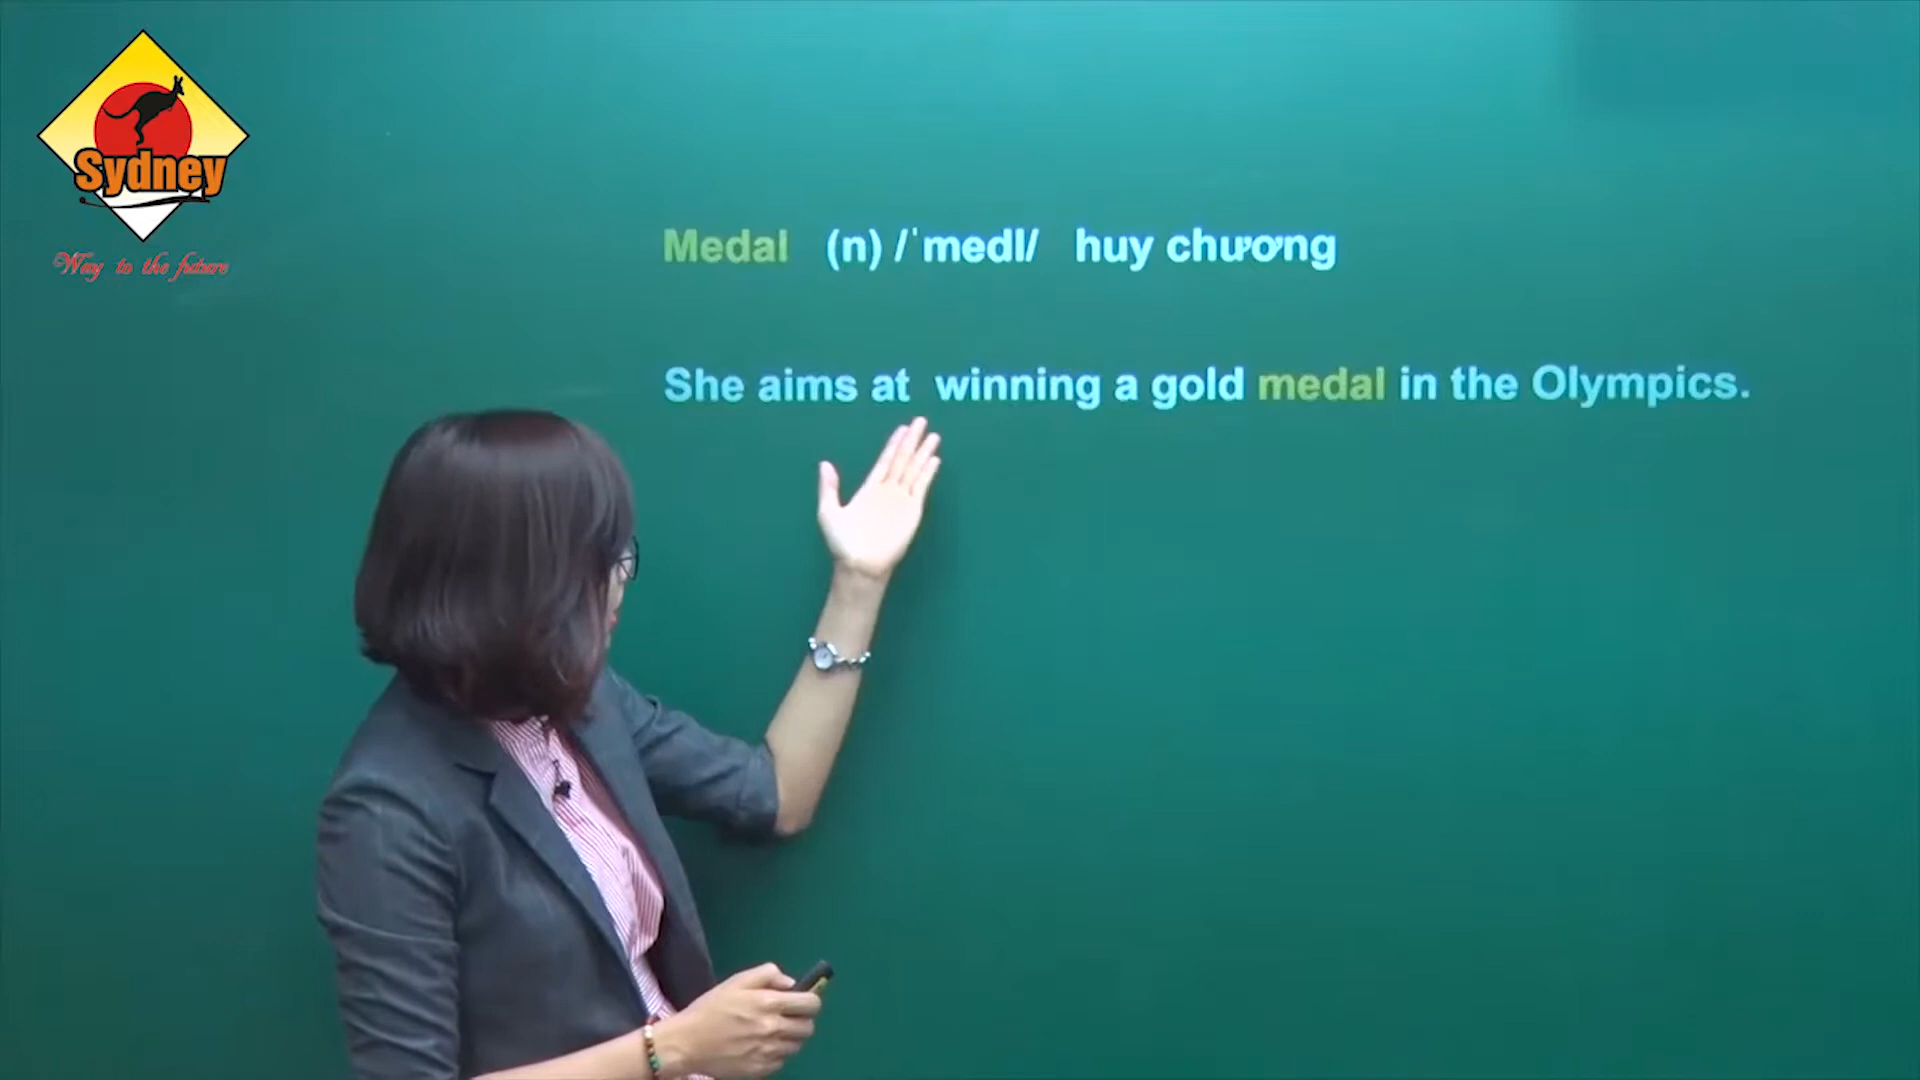 Sydney
Way to the future
Medal (n) /ˈmedl/ huy chương
She aims at winning a gold medal in the Olympics.